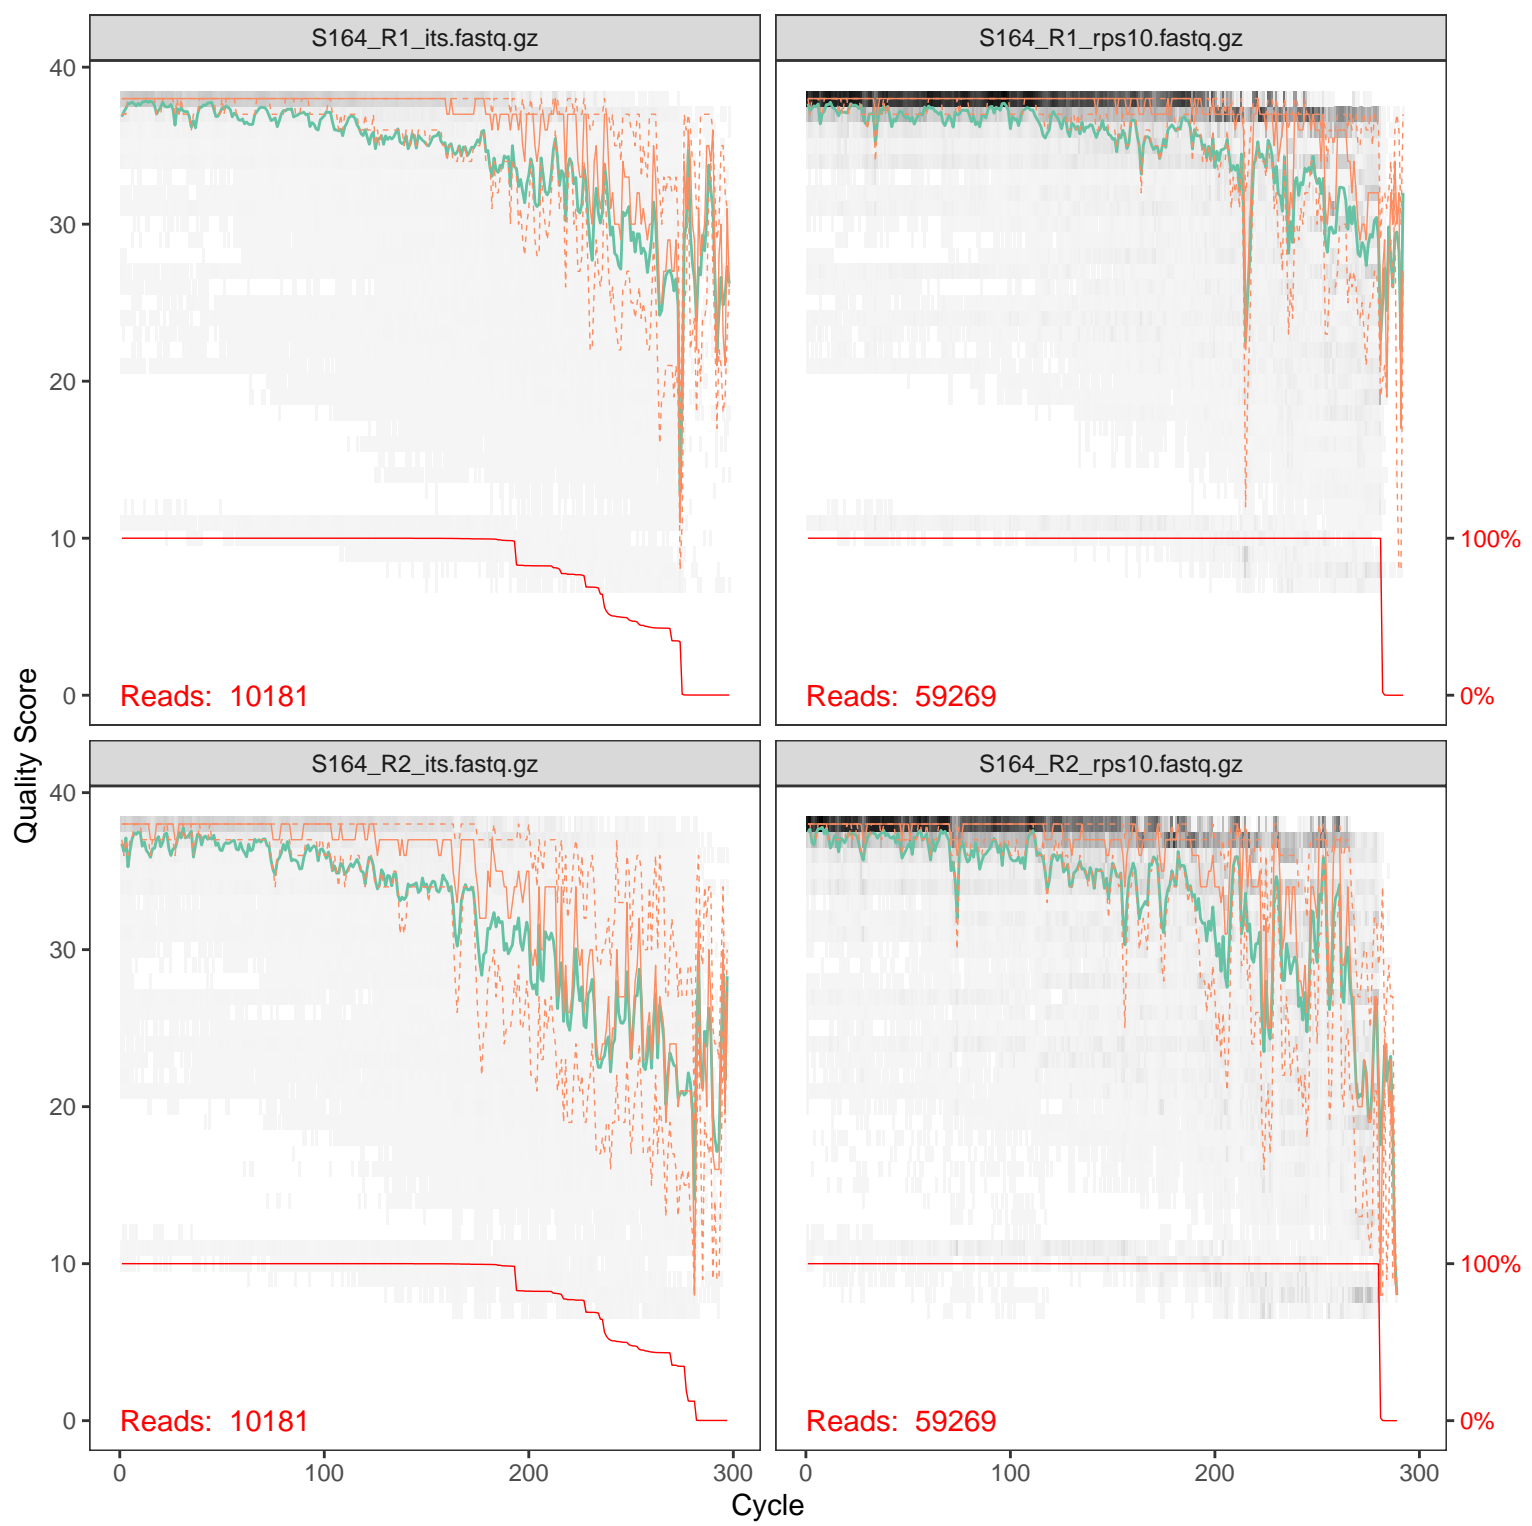 S164_R1_its.fastq.gz
S164_R1_rps10.fastq.gz
40
30
20
10
0
100%
0%
Reads: 10181
Reads: 59269
Quality Score
S164_R2_its.fastq.gz
S164_R2_rps10.fastq.gz
40
30
20
10
0
100%
0%
Reads: 10181
Reads: 59269
0
100
200
300
0
100
200
300
Cycle